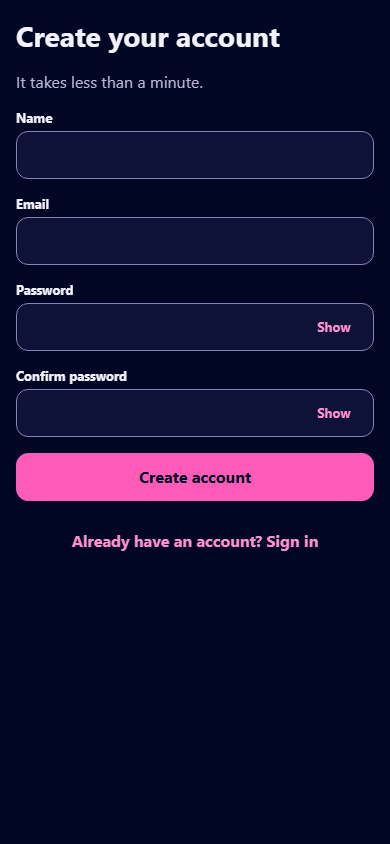 Create your account
It takes less than a minute.
Name
Email
Password
Show
Confirm password
Show
Create account
Already have an account? Sign in